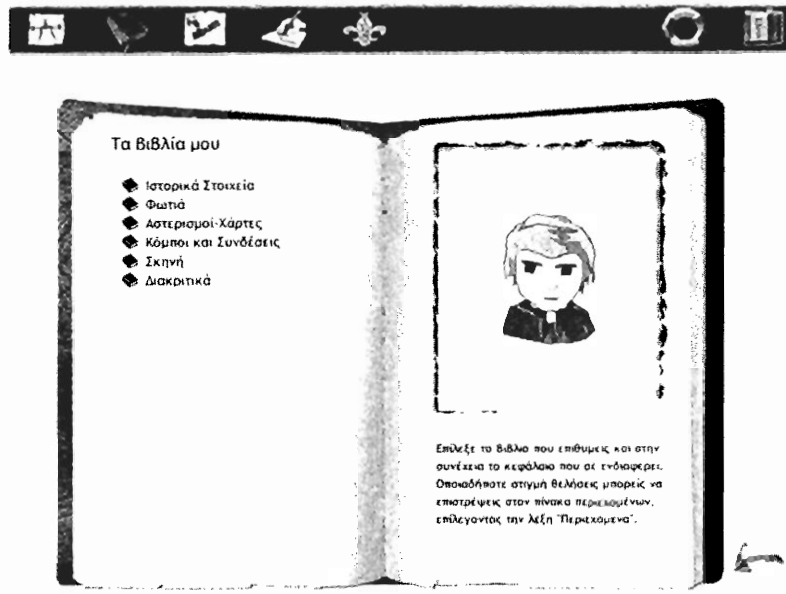 Τα βιβλία μου
Ιστορικά Στοιχεία
Φωτιά
Αστερισμοί-Χάρτες
Κόμποι και Συνδέσεις
Σκηνή
Διακριτικά
Επίλεξε το βιβλίο που επιθυμείς και στην
συνέχεια το κεφάλαιο που σε ενδιαφέρει.
Οποιαδήποτε στιγμή θελήσεις μπορείς να
επιστρέψεις στον πίνακα περιεχομένων,
επιλέγοντας την λέξη "Περιεχόμενα".